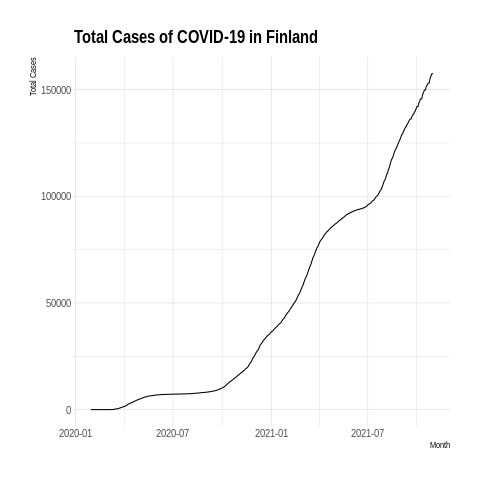 Total Cases of COVID-19 in Finland
Total Cases
150000
100000
50000
0
2020-01 2020-07 2021-01 2021-07
Month